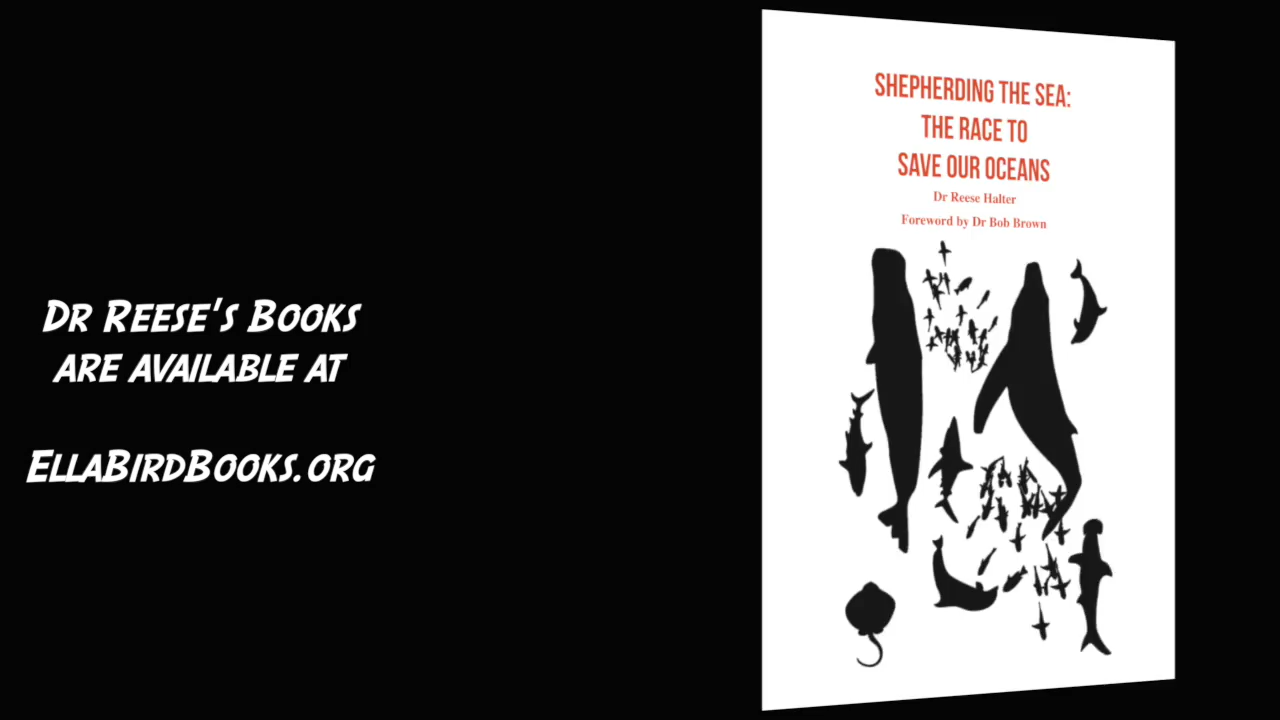 Dr Reese's Books
are available at
EllaBirdBooks.org
SHEPHERDING THE SEA:
THE RACE TO
SAVE OUR OCEANS
Dr Reese Halter
Foreword by Dr Bob Brown